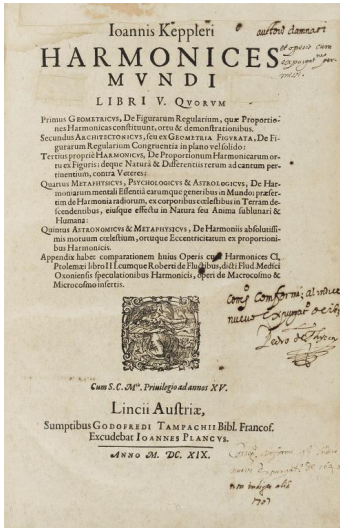 Ioannis Keppleri
HARMONICES
MVNDI
LIBRI V. QVORVM
Primus GEOMETRICVS, De Figurarum Regularium, quæ Proportio-
nes Harmonicas constituunt, ortu & demonstrationibus.
Secundus ARCHITECTONICVS, seu ex GEOMETRIA FIGVRATA, De Fi-
gurarum Regularium Congruentia in plano vel solido:
Tertius propriè HARMONICVS, De Proportionum Harmonicarum or-
tu ex Figuris; deque Naturâ & Differentiis rerum ad cantum per-
tinentium, contra Veteres:
Quartus METAPHYSICVS, PSYCHOLOGICVS & ASTROLOGICVS, De Har-
moniarum mentali Essentiâ earumque generibus in Mundo; præser-
tim de Harmonia radiorum, ex corporibus cœlestibus in Terram de-
scendentibus, eiusque effectu in Natura seu Anima sublunari &
Humana:
Quintus ASTRONOMICVS & METAPHYSICVS, De Harmoniis absolutissi-
mis motuum cœlestium, ortuque Eccentricitatum ex proportioni-
bus Harmonicis.
Appendix habet comparationem huius Operis cum Harmonices Cl.
Ptolemæi libro III. cumque Roberti de Fluctibus, dicti Flud. Medici
Oxoniensis speculationibus Harmonicis, operi de Macrocosmo &
Microcosmo insertis.
Cum S. C. Mtis. Privilegio ad annos XV.
Lincii Austriæ,
Sumptibus GODOFREDI TAMPACHII Bibl. Francof.
Excudebat IOANNES PLANCVS.
ANNO M. DC. XIX.
1707